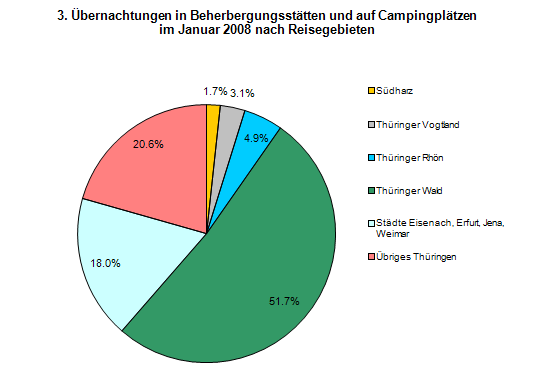 3. Übernachtungen in Beherbergungsstätten und auf Campingplätzen
im Januar 2008 nach Reisegebieten
1.7%
3.1%
4.9%
51.7%
18.0%
20.6%
Südharz
Thüringer Vogtland
Thüringer Rhön
Thüringer Wald
Städte Eisenach, Erfurt, Jena,
Weimar
Übriges Thüringen